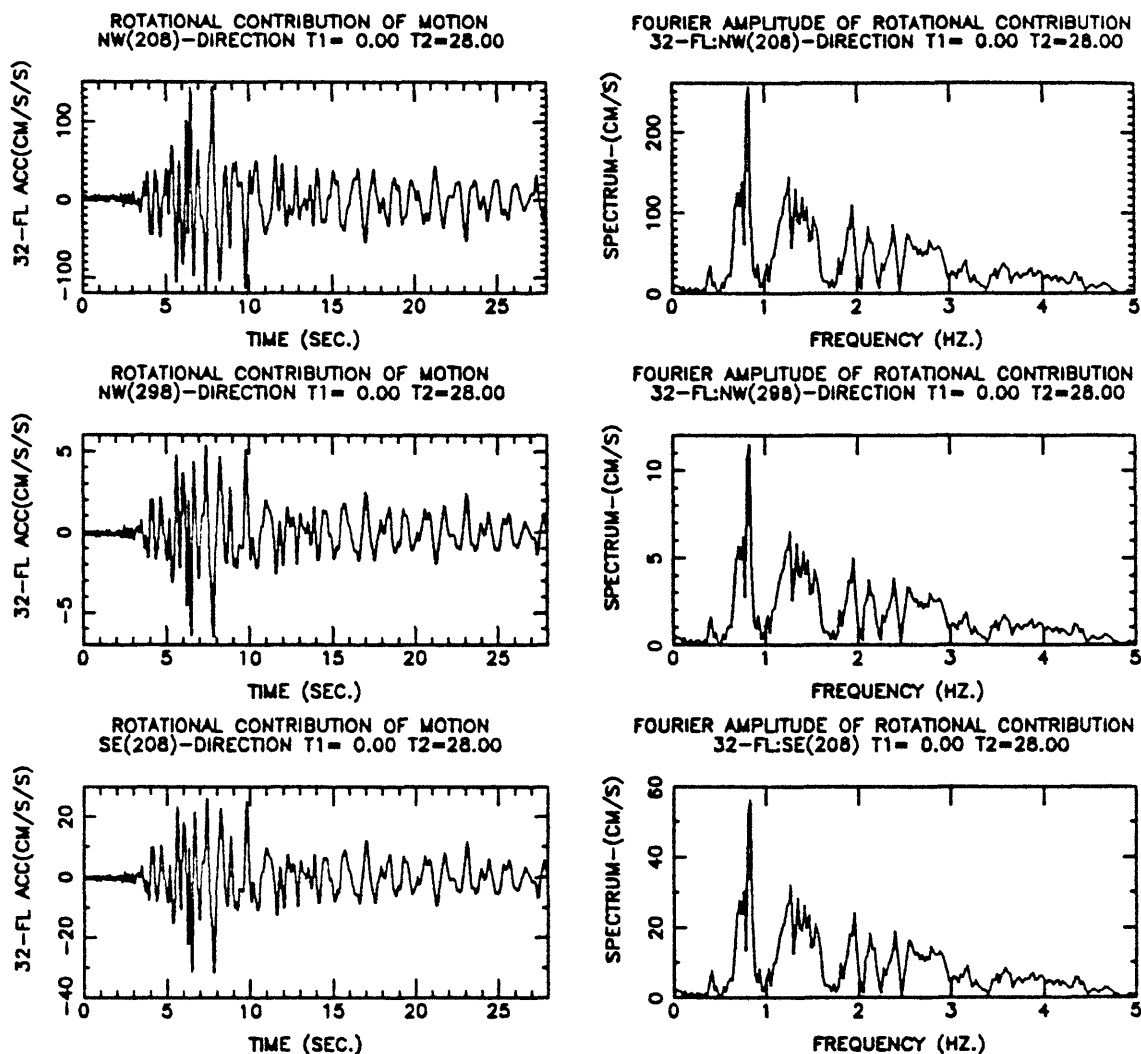 ROTATIONAL CONTRIBUTION OF MOTION
NW(208)-DIRECTION T1= 0.00 T2=28.00
32-FL ACC(CM/S/S)
100
0
-100
0 5 10 15 20 25
TIME (SEC.)
FOURIER AMPLITUDE OF ROTATIONAL CONTRIBUTION
32-FL:NW(208)-DIRECTION T1= 0.00 T2=28.00
SPECTRUM-(CM/S)
200
100
0
0 1 2 3 4 5
FREQUENCY (HZ.)
ROTATIONAL CONTRIBUTION OF MOTION
NW(298)-DIRECTION T1= 0.00 T2=28.00
32-FL ACC(CM/S/S)
5
0
-5
0 5 10 15 20 25
TIME (SEC.)
FOURIER AMPLITUDE OF ROTATIONAL CONTRIBUTION
32-FL:NW(298)-DIRECTION T1= 0.00 T2=28.00
SPECTRUM-(CM/S)
10
5
0
0 1 2 3 4 5
FREQUENCY (HZ.)
ROTATIONAL CONTRIBUTION OF MOTION
SE(208)-DIRECTION T1= 0.00 T2=28.00
32-FL ACC(CM/S/S)
20
0
-20
-40
0 5 10 15 20 25
TIME (SEC.)
FOURIER AMPLITUDE OF ROTATIONAL CONTRIBUTION
32-FL:SE(208) T1= 0.00 T2=28.00
SPECTRUM-(CM/S)
60
40
20
0
0 1 2 3 4 5
FREQUENCY (HZ.)